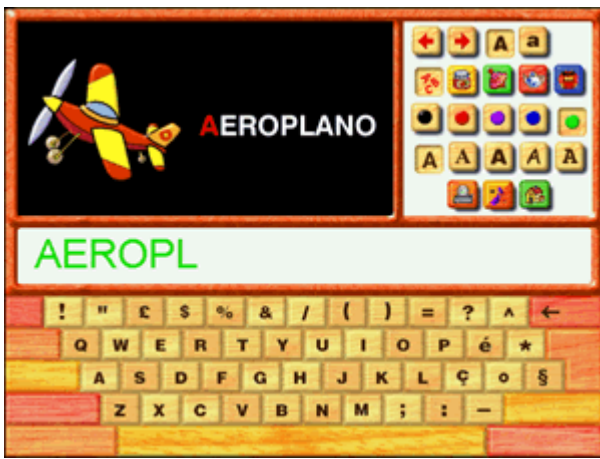 A a
A B C
AEROPLANO
A A A A A
AEROPL
! " £ $ % & / ( ) = ? ^ ←
Q W E R T Y U I O P é *
A S D F G H J K L ç o §
Z X C V B N M ; : –